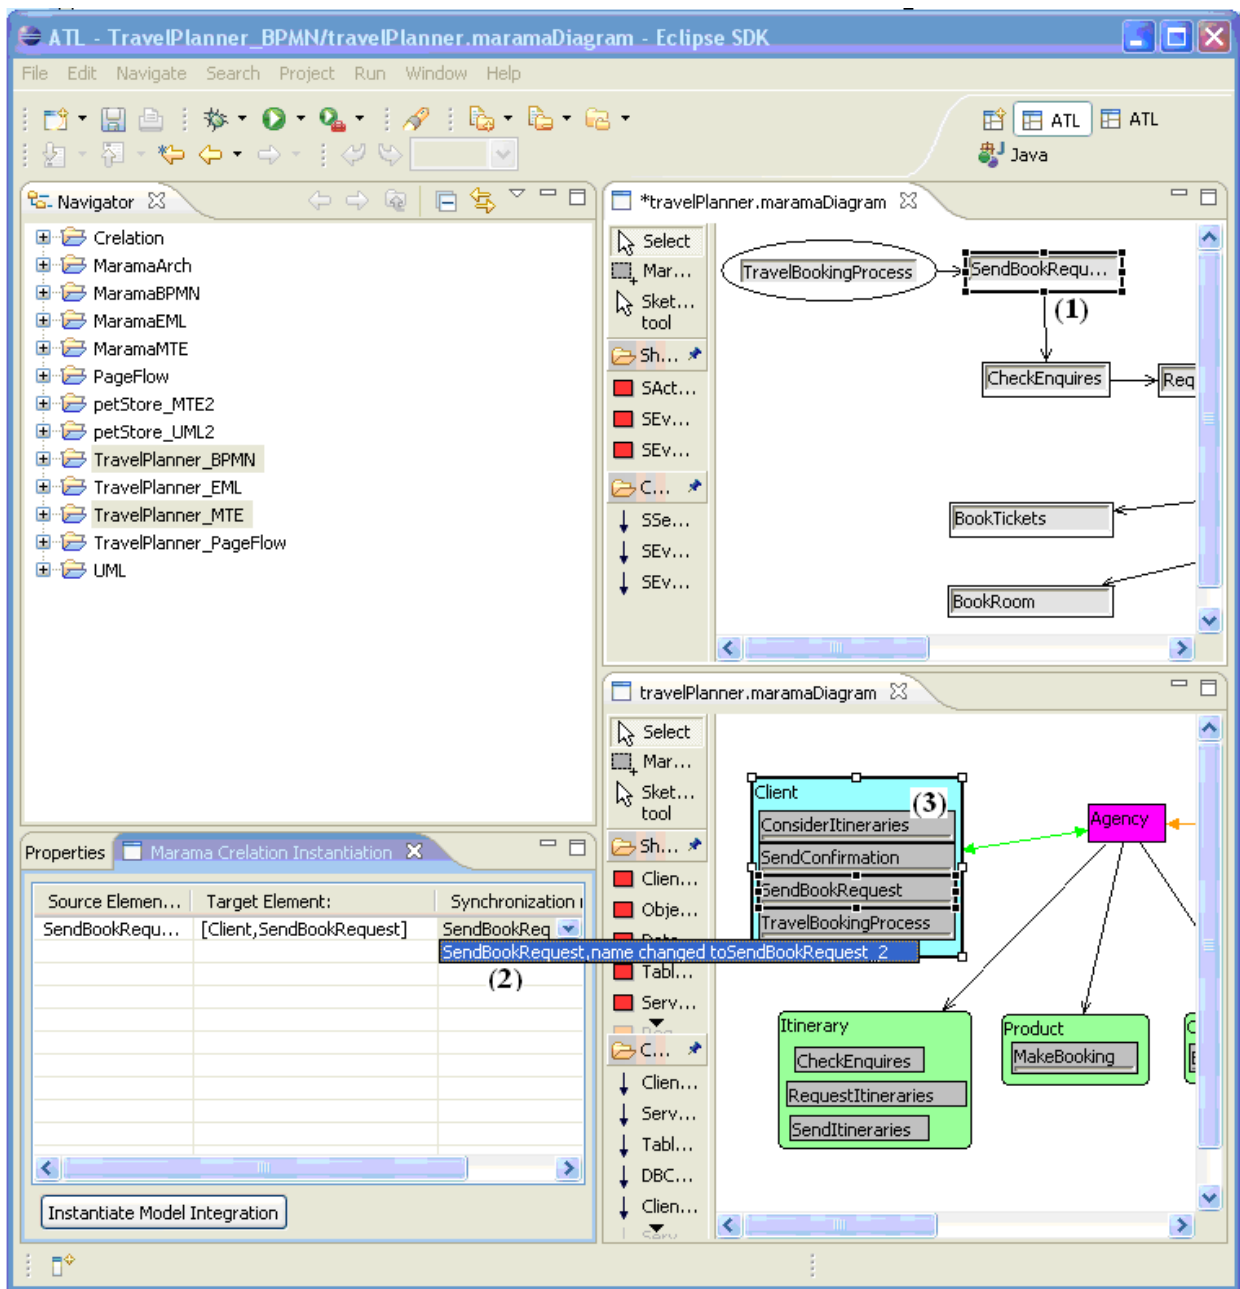 ATL - TravelPlanner_BPMN/travelPlanner.maramaDiagram - Eclipse SDK
File Edit Navigate Search Project Run Window Help
ATL ATL
Java
Navigator
Crelation
MaramaArch
MaramaBPMN
MaramaEML
MaramaMTE
PageFlow
petStore_MTE2
petStore_UML2
TravelPlanner_BPMN
TravelPlanner_EML
TravelPlanner_MTE
TravelPlanner_PageFlow
UML
*travelPlanner.maramaDiagram
Select
Mar...
Sket...
tool
Sh...
SAct...
SEv...
SEv...
C...
SSe...
SEv...
SEv...
TravelBookingProcess
SendBookRequ...
(1)
CheckEnquires
Req
BookTickets
BookRoom
Properties Marama Crelation Instantiation
Source Elemen... Target Element: Synchronization
SendBookRequ... [Client,SendBookRequest] SendBookReq
SendBookRequest,name changed toSendBookRequest_2
(2)
Instantiate Model Integration
travelPlanner.maramaDiagram
Select
Mar...
Sket...
tool
Sh...
Clien...
Obje...
Tabl...
Serv...
C...
Clien...
Serv...
Tabl...
DBC...
Clien...
Client
(3)
ConsiderItineraries
SendConfirmation
SendBookRequest
TravelBookingProcess
Agency
Itinerary
CheckEnquires
RequestItineraries
SendItineraries
Product
MakeBooking